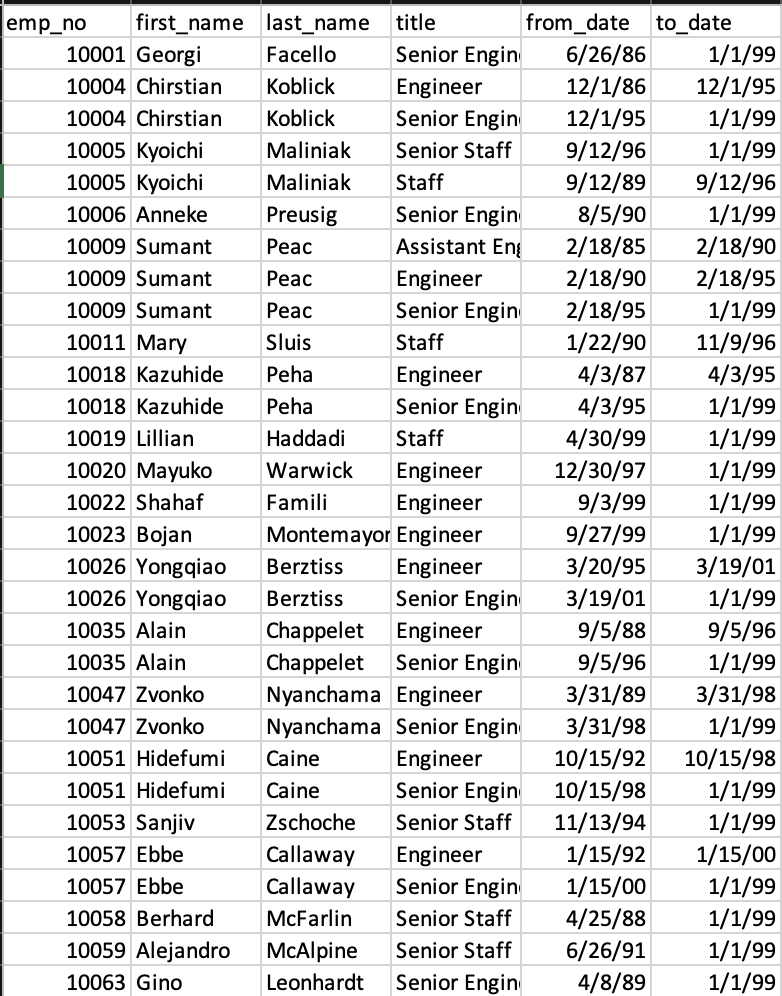 emp_no first_name last_name title from_date to_date
10001 Georgi Facello Senior Engin 6/26/86 1/1/99
10004 Chirstian Koblick Engineer 12/1/86 12/1/95
10004 Chirstian Koblick Senior Engin 12/1/95 1/1/99
10005 Kyoichi Maliniak Senior Staff 9/12/96 1/1/99
10005 Kyoichi Maliniak Staff 9/12/89 9/12/96
10006 Anneke Preusig Senior Engin 8/5/90 1/1/99
10009 Sumant Peac Assistant Eng 2/18/85 2/18/90
10009 Sumant Peac Engineer 2/18/90 2/18/95
10009 Sumant Peac Senior Engin 2/18/95 1/1/99
10011 Mary Sluis Staff 1/22/90 11/9/96
10018 Kazuhide Peha Engineer 4/3/87 4/3/95
10018 Kazuhide Peha Senior Engin 4/3/95 1/1/99
10019 Lillian Haddadi Staff 4/30/99 1/1/99
10020 Mayuko Warwick Engineer 12/30/97 1/1/99
10022 Shahaf Famili Engineer 9/3/99 1/1/99
10023 Bojan Montemayor Engineer 9/27/99 1/1/99
10026 Yongqiao Berztiss Engineer 3/20/95 3/19/01
10026 Yongqiao Berztiss Senior Engin 3/19/01 1/1/99
10035 Alain Chappelet Engineer 9/5/88 9/5/96
10035 Alain Chappelet Senior Engin 9/5/96 1/1/99
10047 Zvonko Nyanchama Engineer 3/31/89 3/31/98
10047 Zvonko Nyanchama Senior Engin 3/31/98 1/1/99
10051 Hidefumi Caine Engineer 10/15/92 10/15/98
10051 Hidefumi Caine Senior Engin 10/15/98 1/1/99
10053 Sanjiv Zschoche Senior Staff 11/13/94 1/1/99
10057 Ebbe Callaway Engineer 1/15/92 1/15/00
10057 Ebbe Callaway Senior Engin 1/15/00 1/1/99
10058 Berhard McFarlin Senior Staff 4/25/88 1/1/99
10059 Alejandro McAlpine Senior Staff 6/26/91 1/1/99
10063 Gino Leonhardt Senior Engin 4/8/89 1/1/99